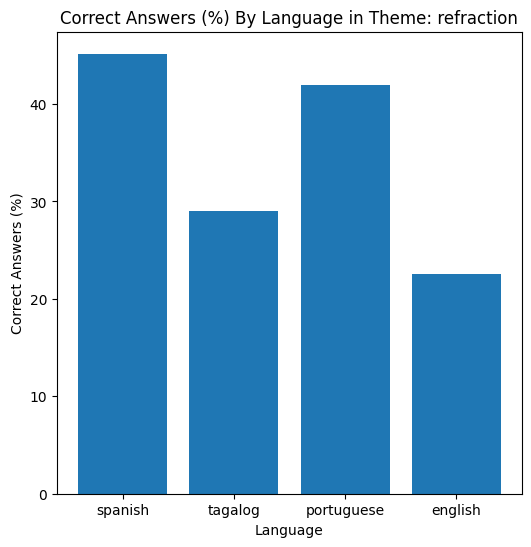 Correct Answers (%) By Language in Theme: refraction
Correct Answers (%)
40
30
20
10
0
spanish tagalog portuguese english
Language